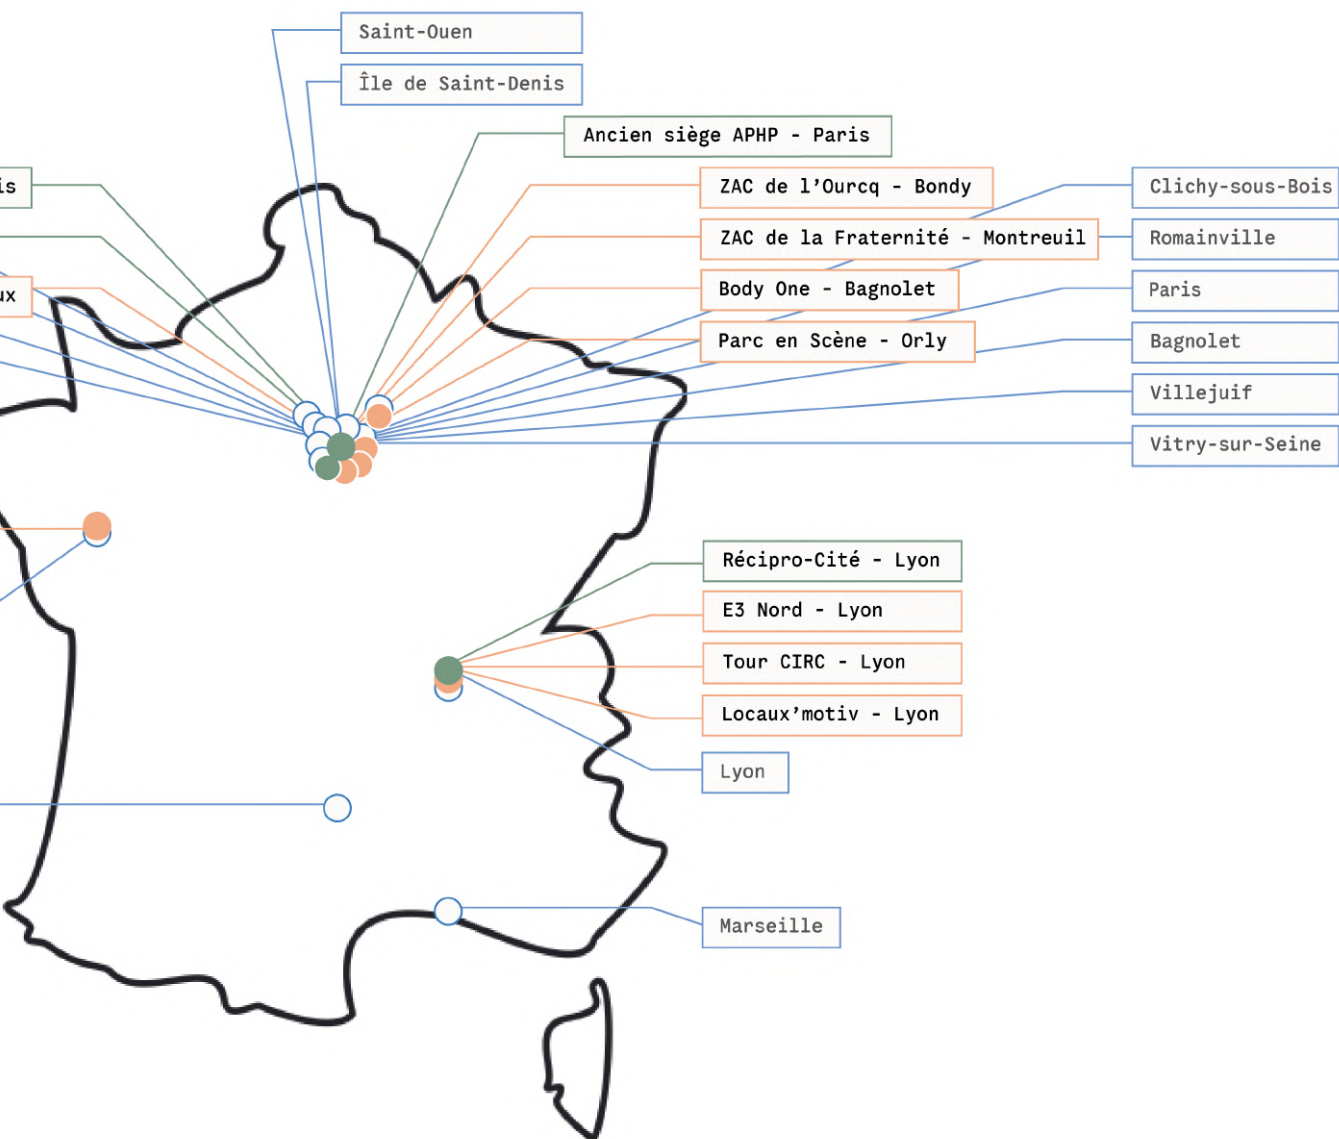 Saint-Ouen
Île de Saint-Denis
Ancien siège APHP - Paris
is
ZAC de l’Ourcq - Bondy
Clichy-sous-Bois
ZAC de la Fraternité - Montreuil
Romainville
ux
Body One - Bagnolet
Paris
Parc en Scène - Orly
Bagnolet
Villejuif
Vitry-sur-Seine
Récipro-Cité - Lyon
E3 Nord - Lyon
Tour CIRC - Lyon
Locaux’motiv - Lyon
Lyon
Marseille